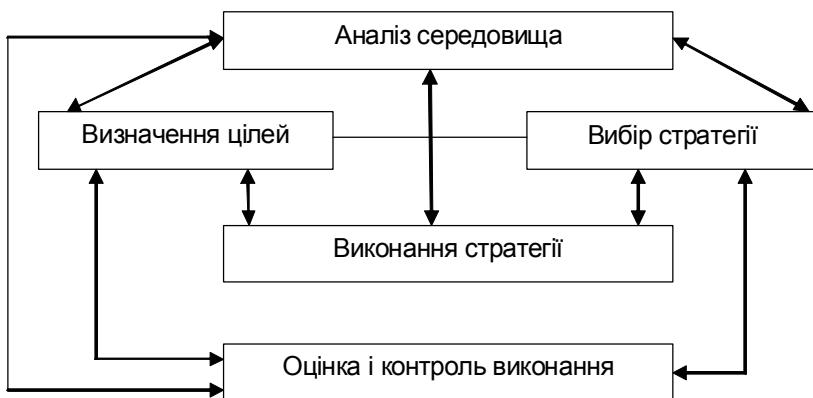 Аналіз середовища
Визначення цілей
Вибір стратегії
Виконання стратегії
Оцінка і контроль виконання